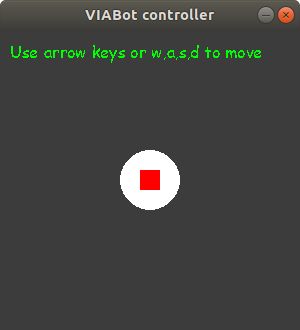 VIABot controller
Use arrow keys or w,a,s,d to move